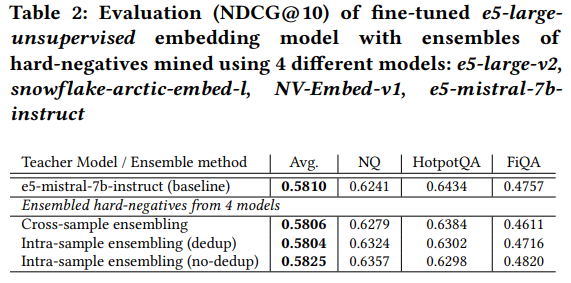 Table 2: Evaluation (NDCG@10) of fine-tuned e5-large-
unsupervised embedding model with ensembles of
hard-negatives mined using 4 different models: e5-large-v2,
snowflake-arctic-embed-l, NV-Embed-v1, e5-mistral-7b-
instruct
Teacher Model / Ensemble method Avg. NQ HotpotQA FiQA
e5-mistral-7b-instruct (baseline) 0.5810 0.6241 0.6434 0.4757
Ensembled hard-negatives from 4 models
Cross-sample ensembling 0.5806 0.6279 0.6384 0.4611
Intra-sample ensembling (dedup) 0.5804 0.6324 0.6302 0.4716
Intra-sample ensembling (no-dedup) 0.5825 0.6357 0.6298 0.4820